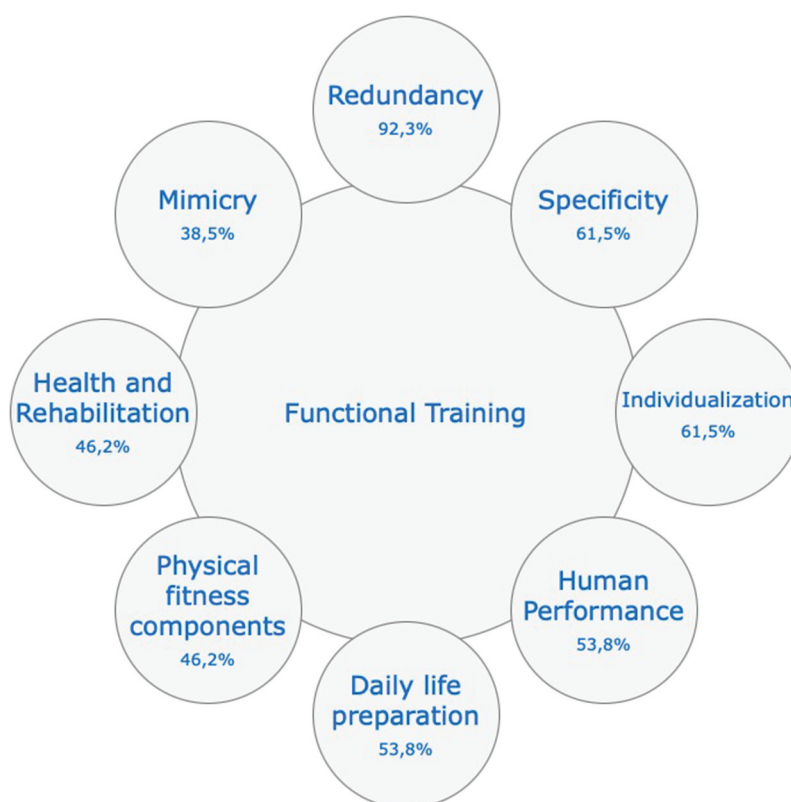 Redundancy
92,3%
Mimicry
38,5%
Specificity
61,5%
Health and
Rehabilitation
46,2%
Functional Training
Individualization
61,5%
Physical
fitness
components
46,2%
Human
Performance
53,8%
Daily life
preparation
53,8%